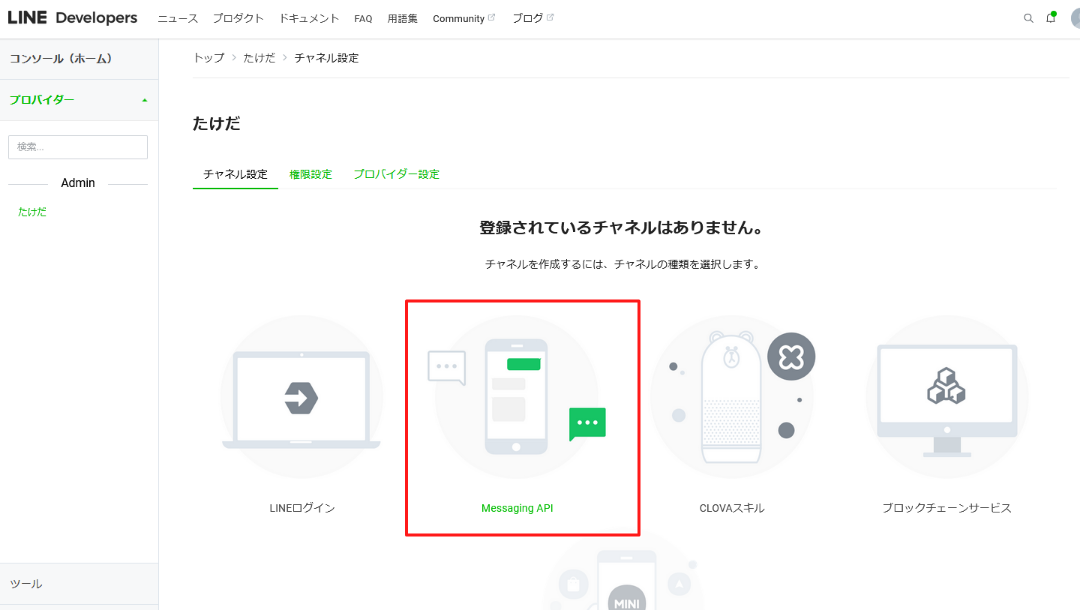 LINE Developers ニュース プロダクト ドキュメント FAQ 用語集 Community ブログ
コンソール（ホーム）
トップ > たけだ > チャネル設定
プロバイダー
たけだ
検索...
チャネル設定 権限設定 プロバイダー設定
Admin
たけだ
登録されているチャネルはありません。
チャネルを作成するには、チャネルの種類を選択します。
LINEログイン
Messaging API
CLOVAスキル
ブロックチェーンサービス
ツール
MINI